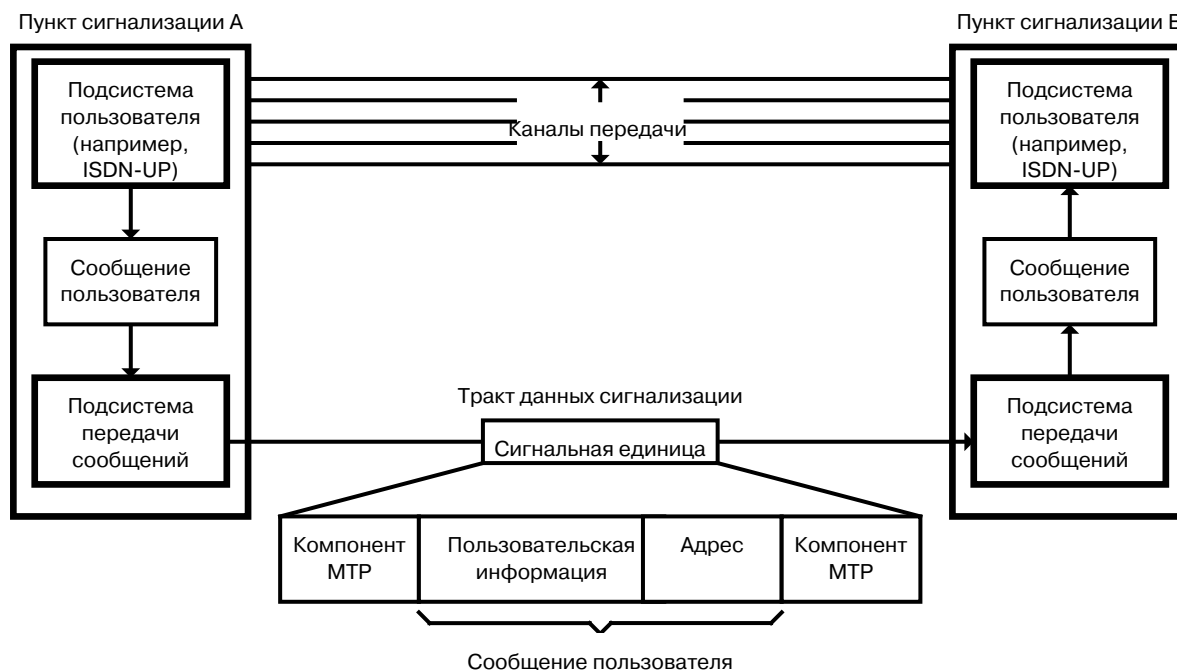 Пункт сигнализации А
Пункт сигнализации В
Подсистема
пользователя
(например,
ISDN-UP)
Каналы передачи
Подсистема
пользователя
(например,
ISDN-UP)
Сообщение
пользователя
Сообщение
пользователя
Подсистема
передачи
сообщений
Тракт данных сигнализации
Сигнальная единица
Подсистема
передачи
сообщений
Компонент
МТР
Пользовательская
информация
Адрес
Компонент
МТР
Сообщение пользователя